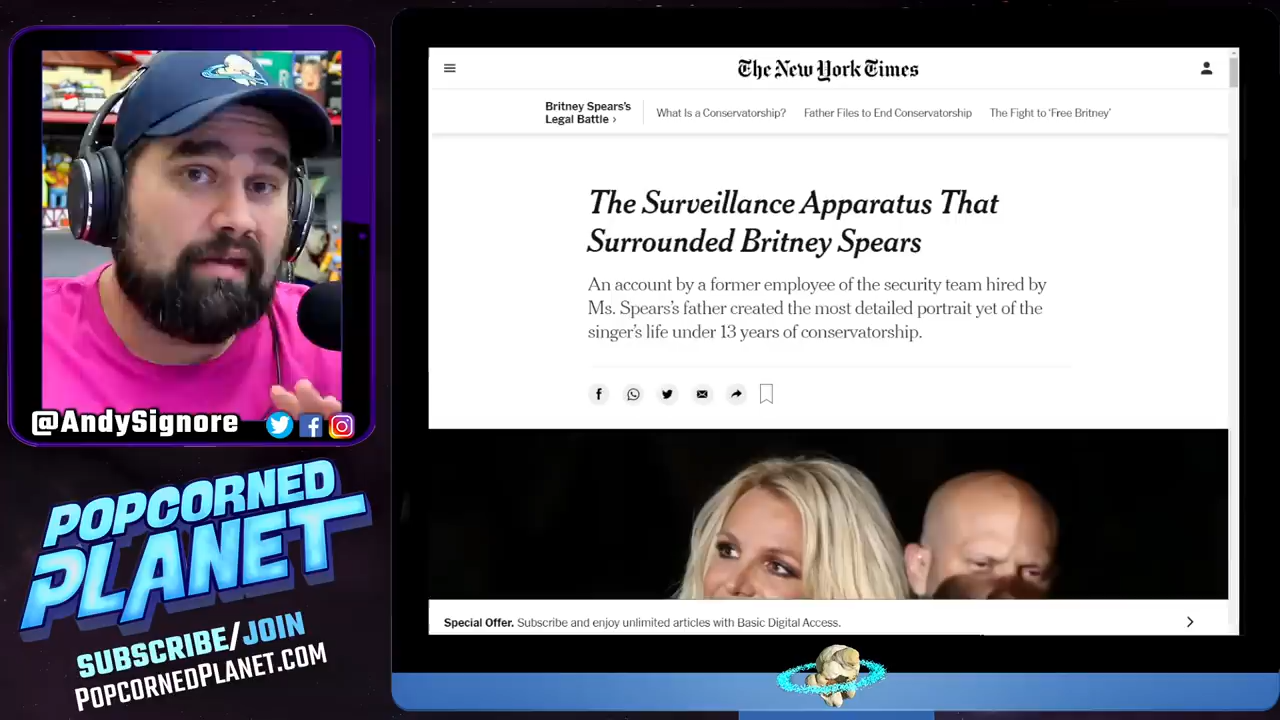 @AndySignore
POPCORNED
PLANET
SUBSCRIBE/JOIN
POPCORNEDPLANET.COM
The New York Times
Britney Spears's
Legal Battle ›
What Is a Conservatorship?
Father Files to End Conservatorship
The Fight to ‘Free Britney’
The Surveillance Apparatus That
Surrounded Britney Spears
An account by a former employee of the security team hired by
Ms. Spears's father created the most detailed portrait yet of the
singer's life under 13 years of conservatorship.
Special Offer. Subscribe and enjoy unlimited articles with Basic Digital Access.